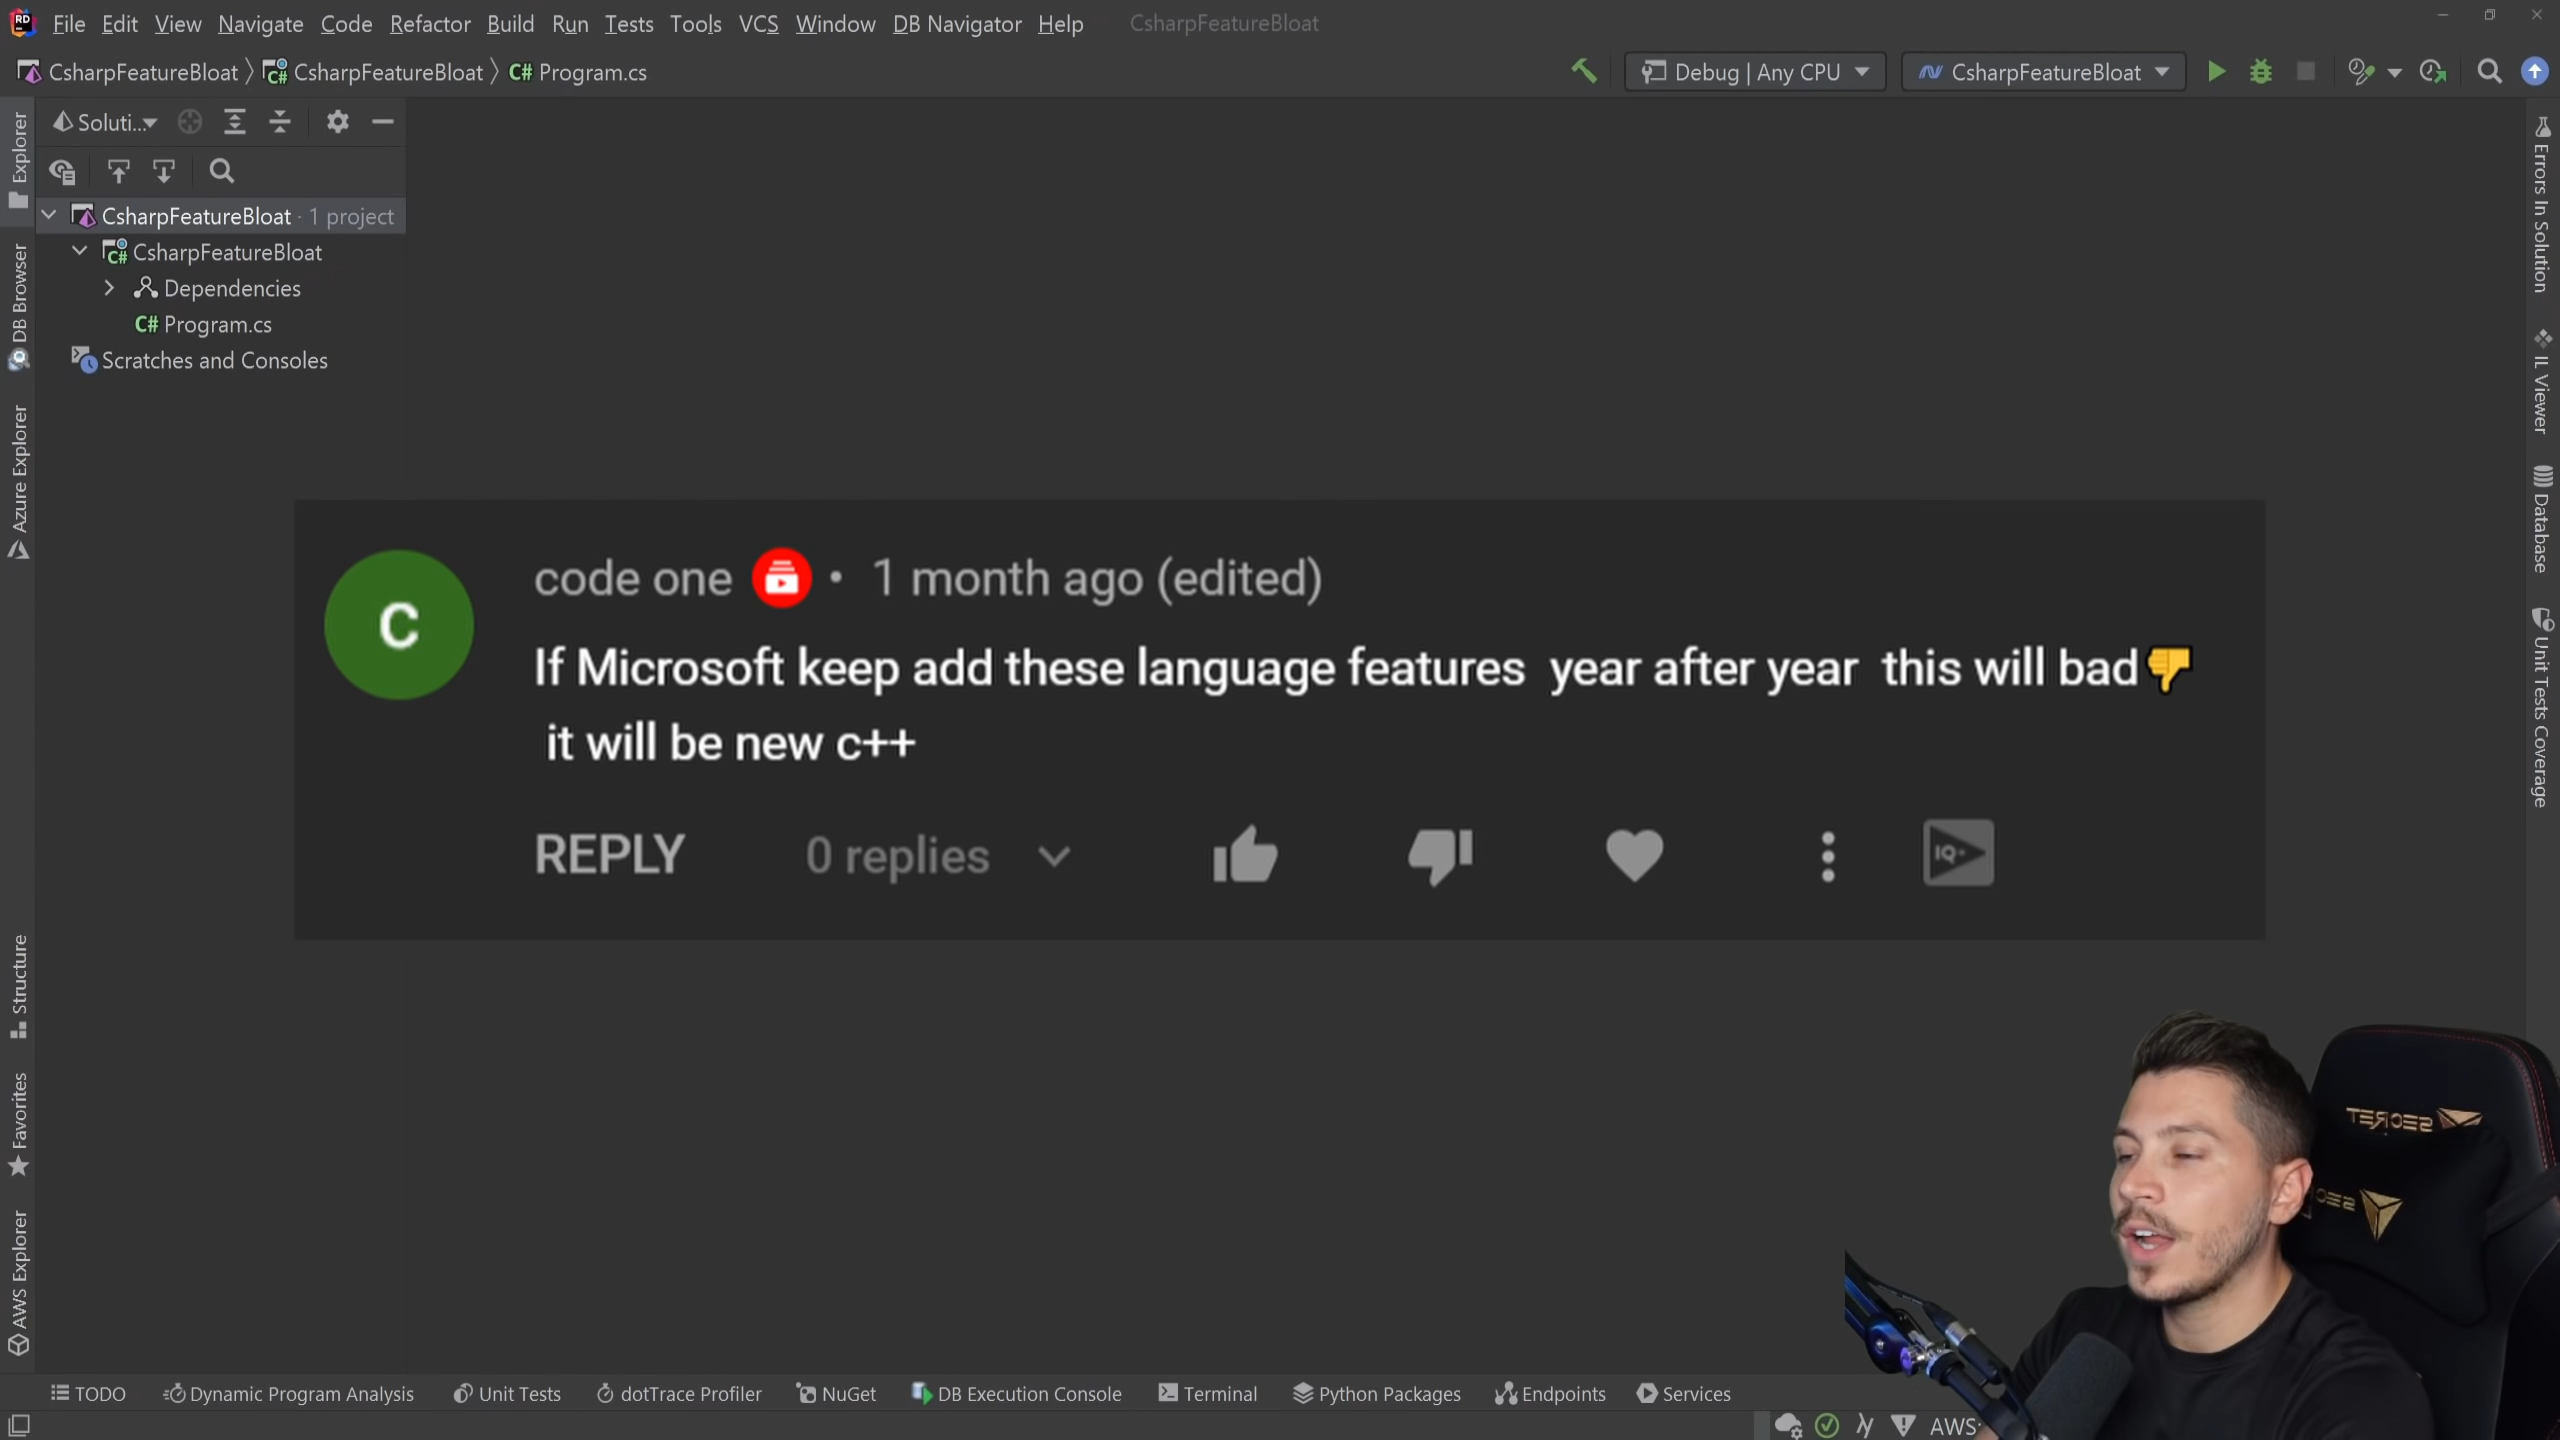 File Edit View Navigate Code Refactor Build Run Tests Tools VCS Window DB Navigator Help CsharpFeatureBloat
CsharpFeatureBloat CsharpFeatureBloat C# Program.cs
Debug | Any CPU CsharpFeatureBloat
Soluti...
CsharpFeatureBloat · 1 project
CsharpFeatureBloat
Dependencies
C# Program.cs
Scratches and Consoles
Explorer
DB Browser
Azure Explorer
Structure
Favorites
AWS Explorer
code one • 1 month ago (edited)
If Microsoft keep add these language features year after year this will bad👎
it will be new c++
REPLY 0 replies
IQ+
Errors In Solution
IL Viewer
Database
Unit Tests Coverage
SECRET
SEC
TODO Dynamic Program Analysis Unit Tests dotTrace Profiler NuGet DB Execution Console Terminal Python Packages Endpoints Services
AWS: